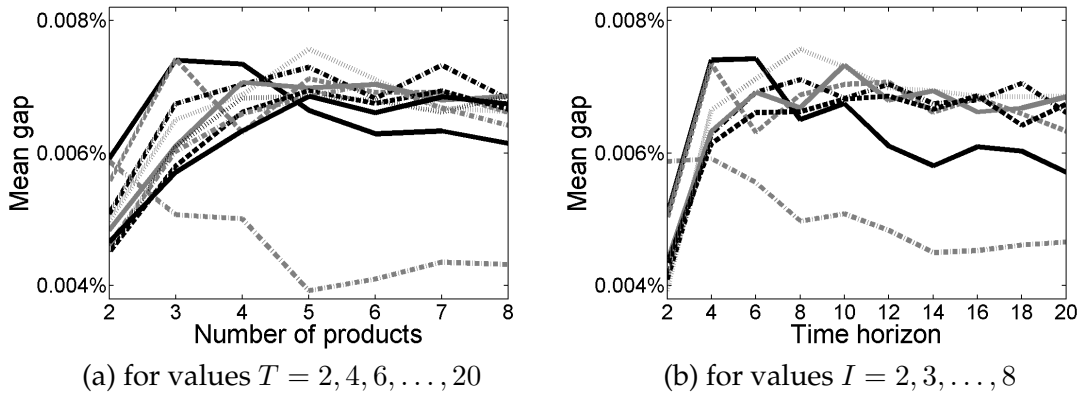 0.008%
0.006%
0.004%
Mean gap
2 3 4 5 6 7 8
Number of products
(a) for values T = 2, 4, 6, . . . , 20
0.008%
0.006%
0.004%
Mean gap
2 4 6 8 10 12 14 16 18 20
Time horizon
(b) for values I = 2, 3, . . . , 8